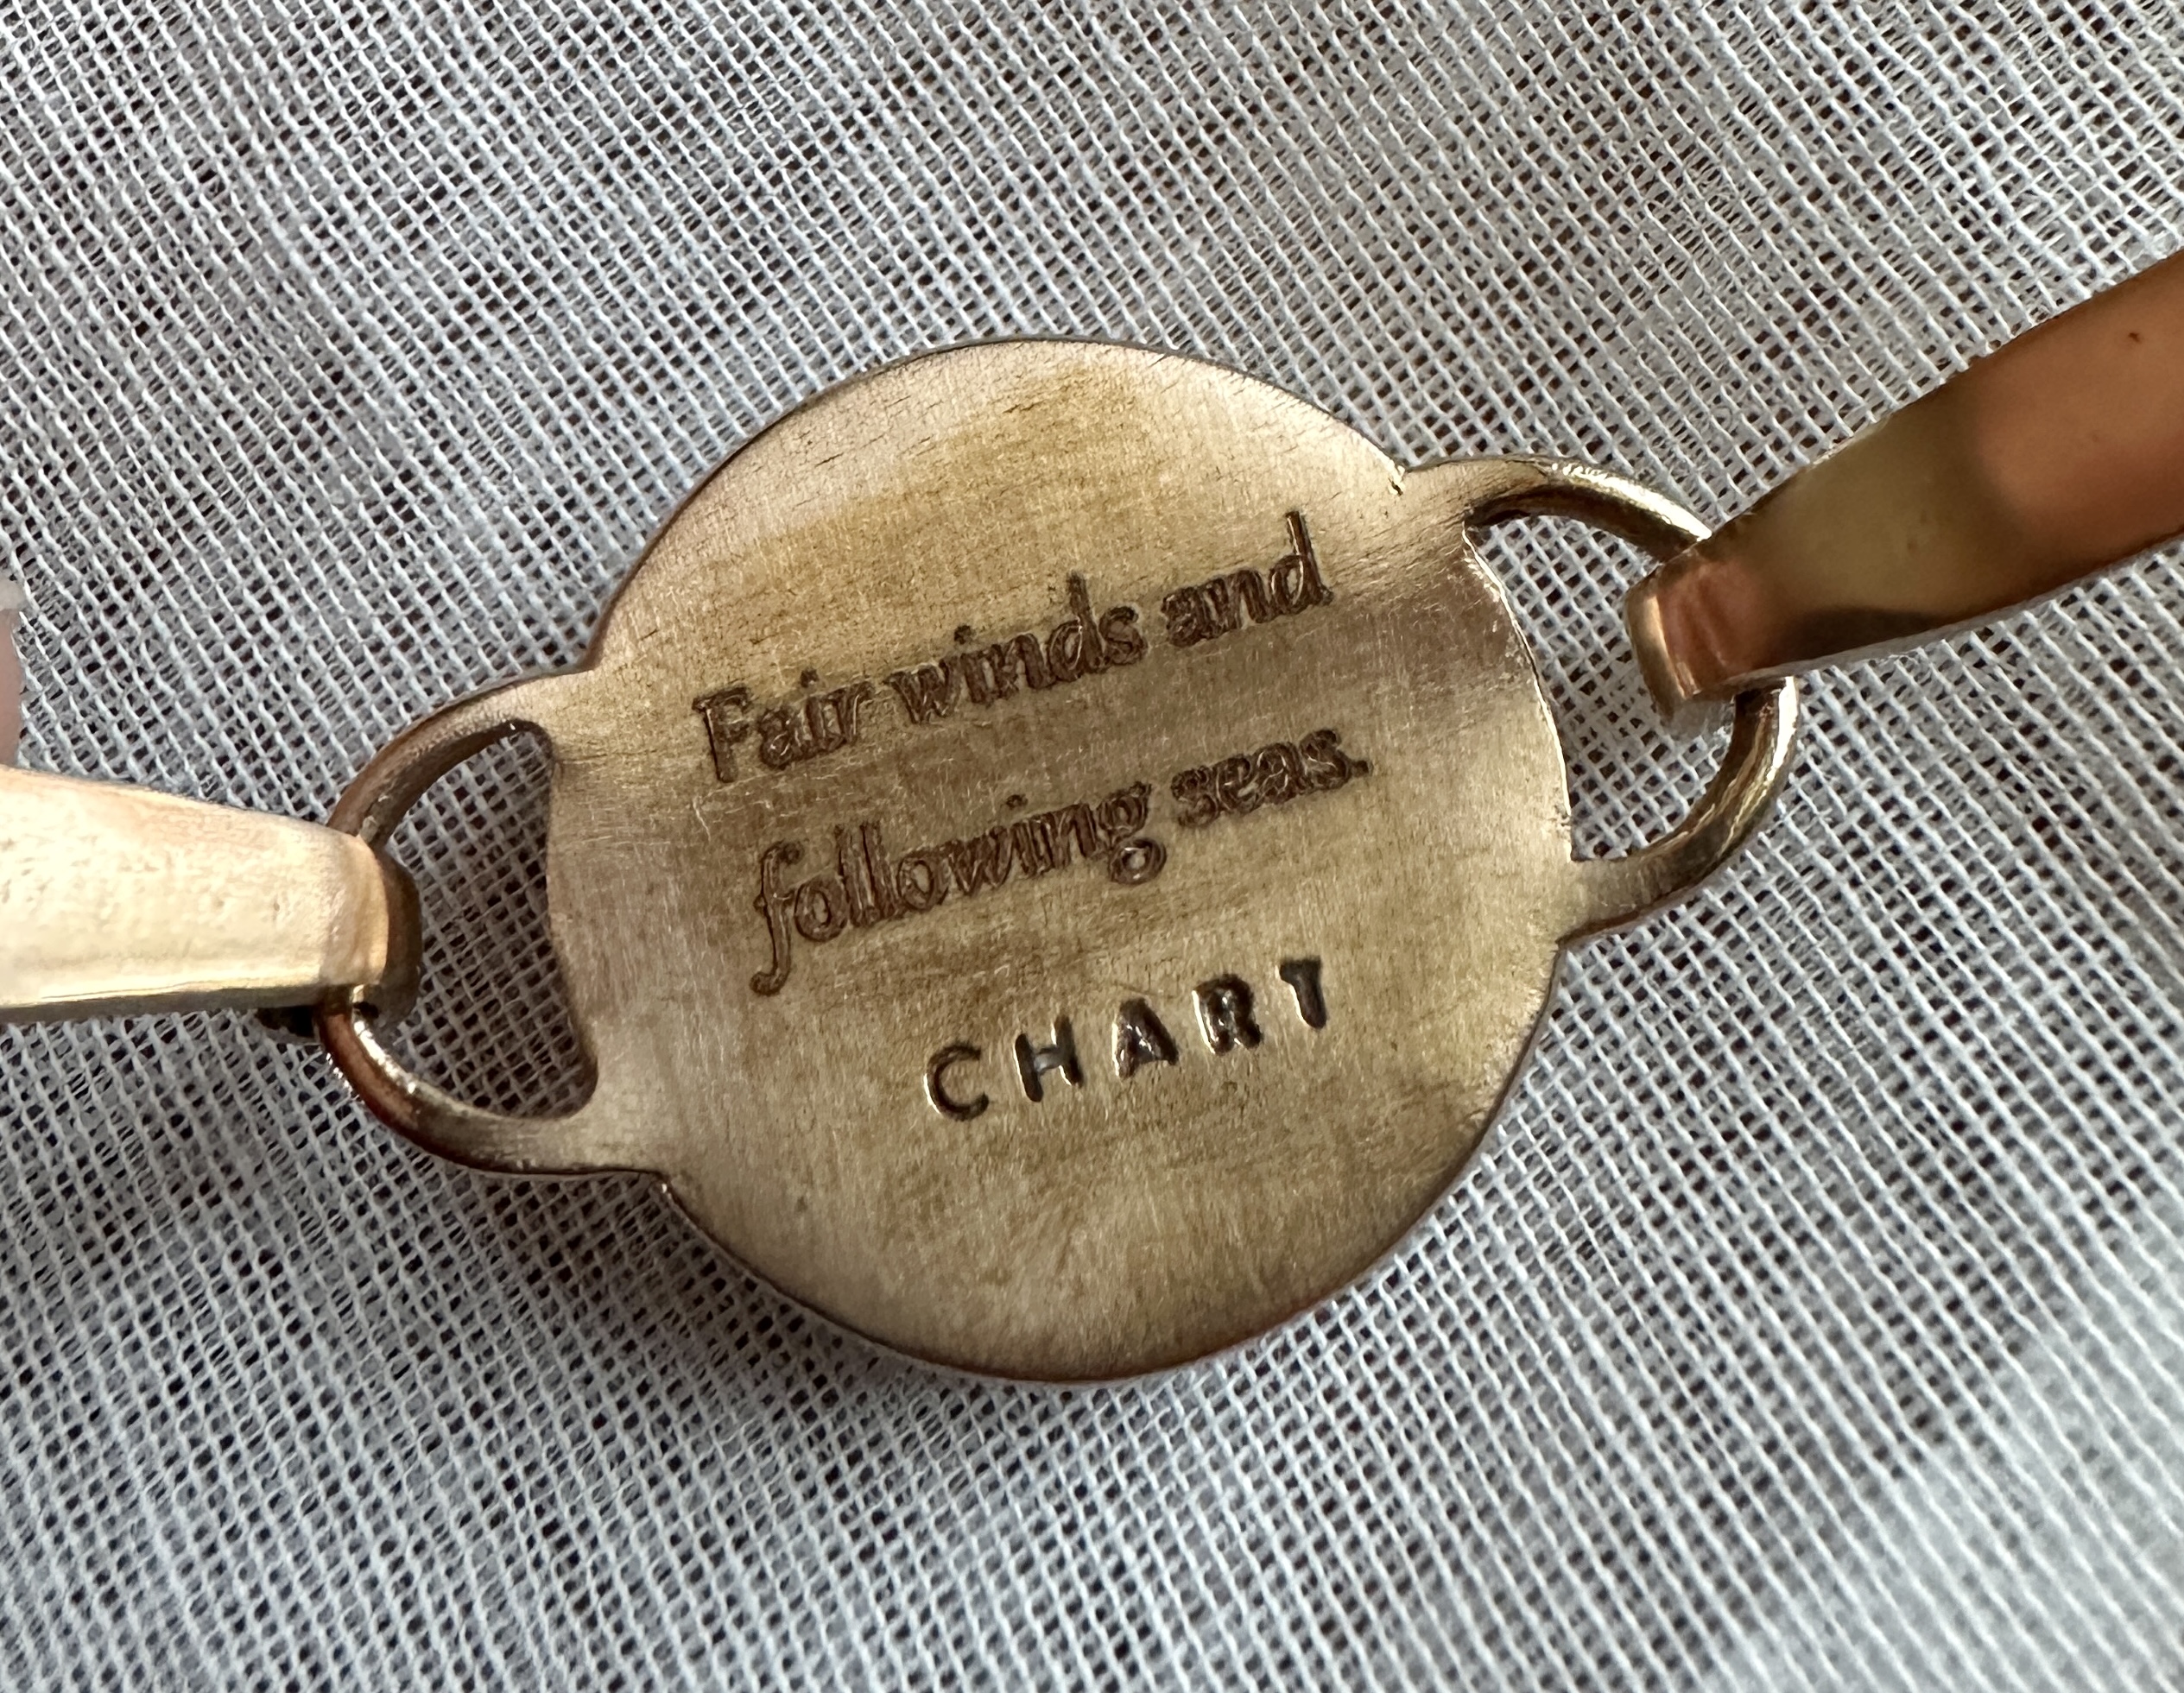 Fair winds and
following seas.
CHART